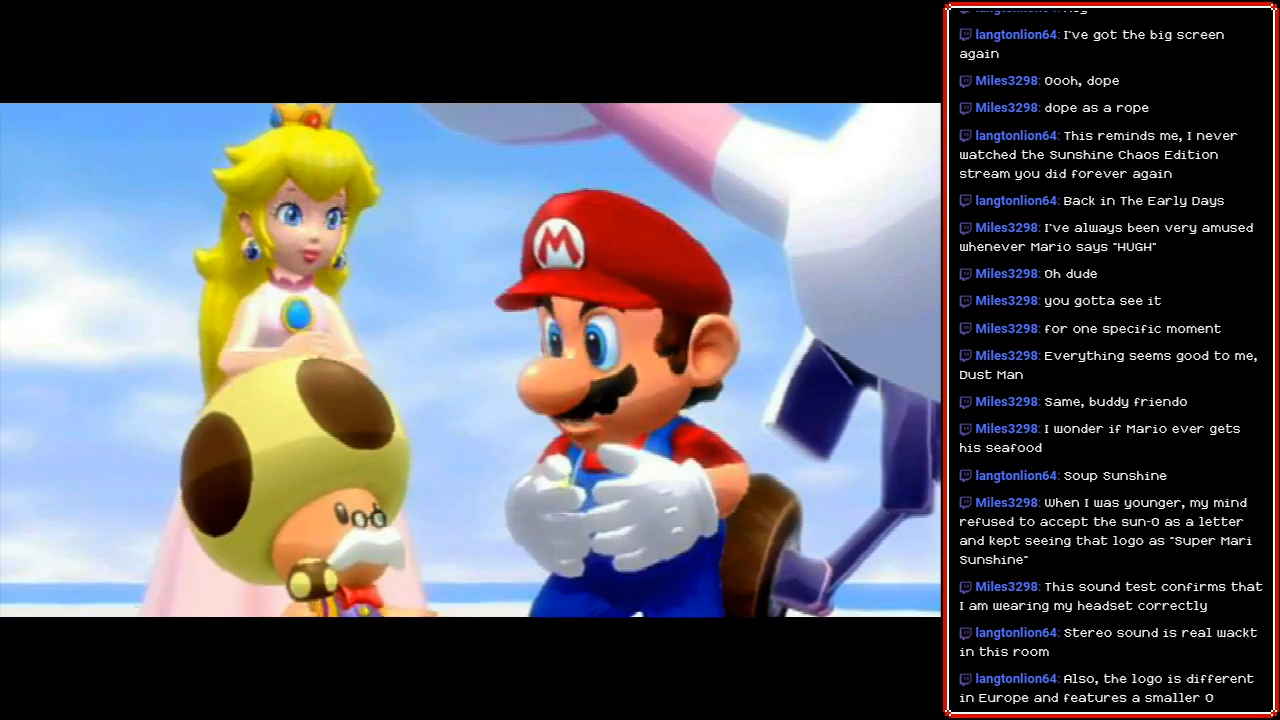 M
langtonlion64: I've got the big screen
again
Miles3298: Oooh, dope
Miles3298: dope as a rope
langtonlion64: This reminds me, I never
watched the Sunshine Chaos Edition
stream you did forever again
langtonlion64: Back in The Early Days
Miles3298: I've always been very amused
whenever Mario says "HUGH"
Miles3298: Oh dude
Miles3298: you gotta see it
Miles3298: for one specific moment
Miles3298: Everything seems good to me,
Dust Man
Miles3298: Same, buddy friendo
Miles3298: I wonder if Mario ever gets
his seafood
langtonlion64: Soup Sunshine
Miles3298: When I was younger, my mind
refused to accept the sun-O as a letter
and kept seeing that logo as "Super Mari
Sunshine"
Miles3298: This sound test confirms that
I am wearing my headset correctly
langtonlion64: Stereo sound is real wackt
in this room
langtonlion64: Also, the logo is different
in Europe and features a smaller O